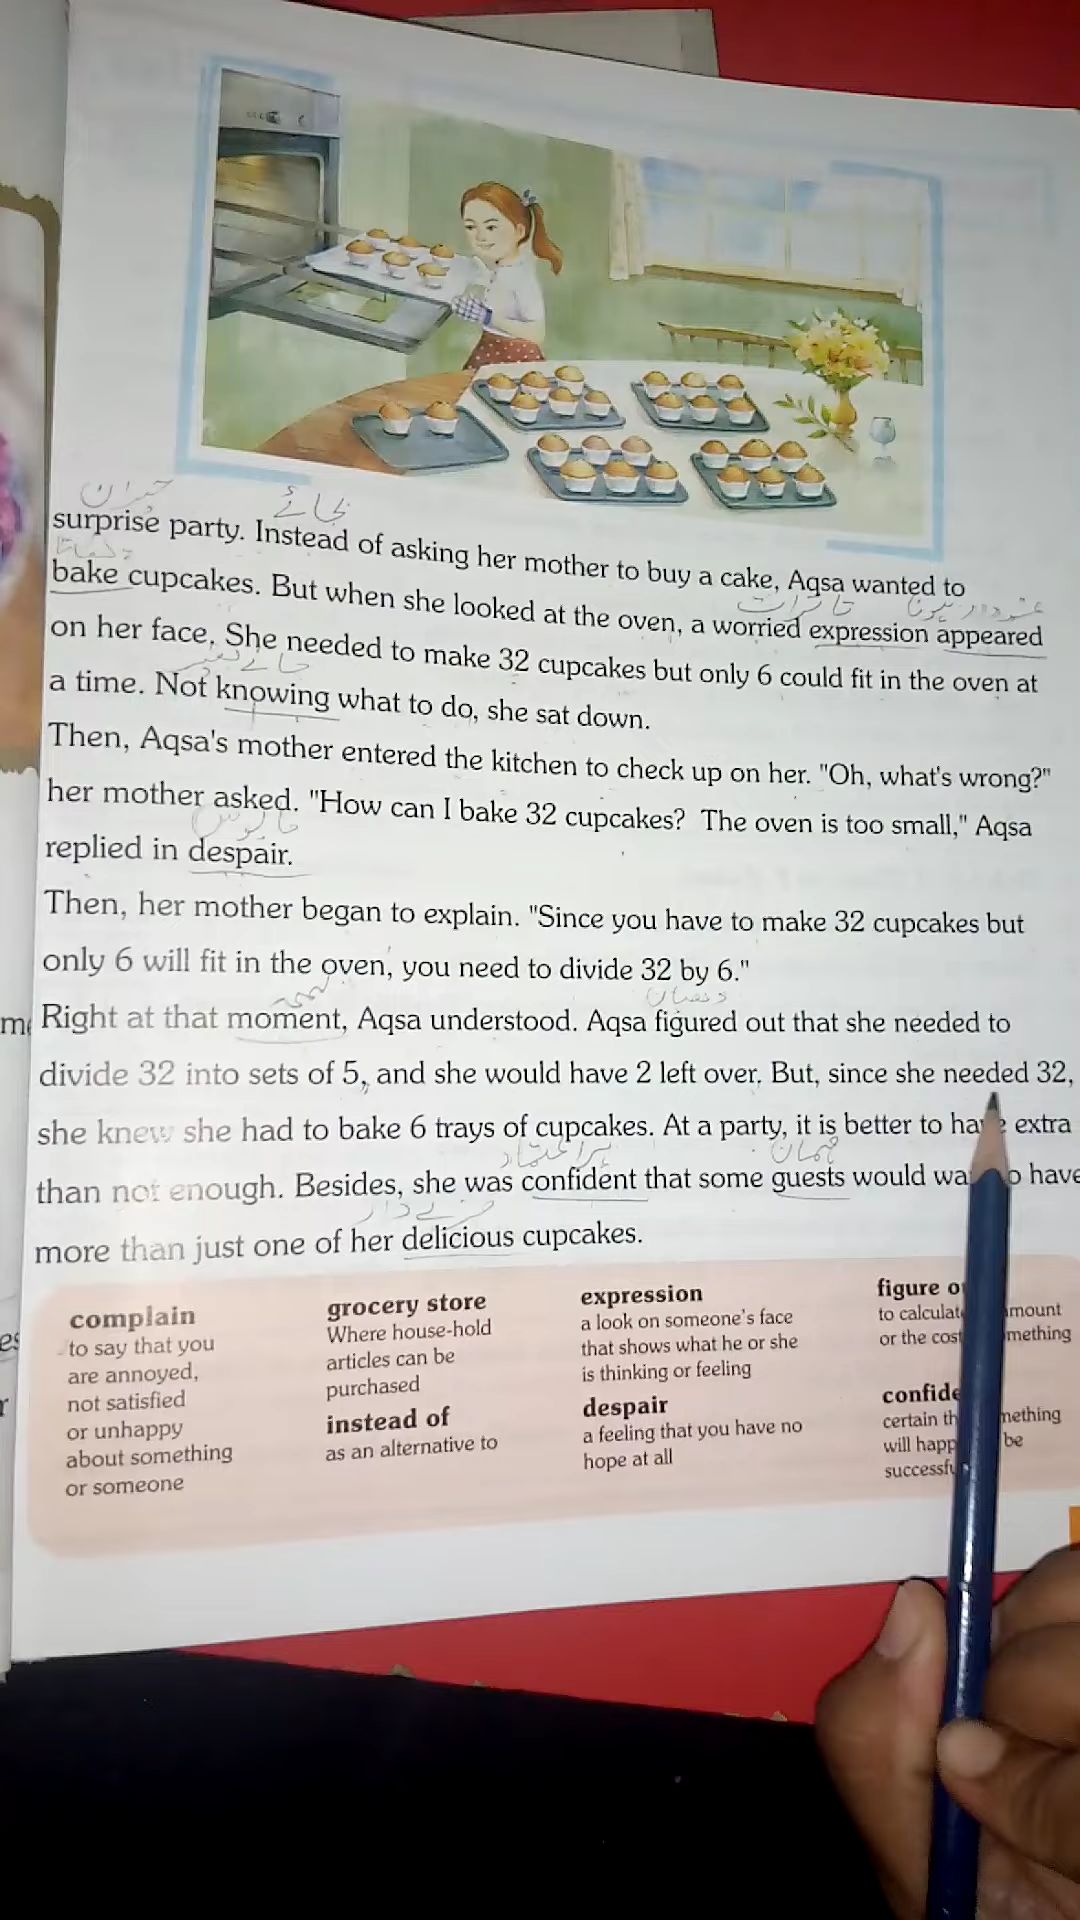 surprise party. Instead of asking her mother to buy a cake, Aqsa wanted to
bake cupcakes. But when she looked at the oven, a worried expression appeared
on her face. She needed to make 32 cupcakes but only 6 could fit in the oven at
a time. Not knowing what to do, she sat down.
Then, Aqsa's mother entered the kitchen to check up on her. "Oh, what's wrong?"
her mother asked. "How can I bake 32 cupcakes? The oven is too small," Aqsa
replied in despair.
Then, her mother began to explain. "Since you have to make 32 cupcakes but
only 6 will fit in the oven, you need to divide 32 by 6."
Right at that moment, Aqsa understood. Aqsa figured out that she needed to
divide 32 into sets of 5, and she would have 2 left over. But, since she needed 32,
she knew she had to bake 6 trays of cupcakes. At a party, it is better to have extra
than not enough. Besides, she was confident that some guests would have
more than just one of her delicious cupcakes.
complain
to say that you
are annoyed,
not satisfied
or unhappy
about something
or someone
grocery store
Where house-hold
articles can be
purchased
instead of
as an alternative to
expression
a look on someone's face
that shows what he or she
is thinking or feeling
despair
a feeling that you have no
hope at all
figure
to mount
or the cost
certain
will be
حیران
بجائے
تاثرات
مایوس
لمحہ
پراعتماد
مہمان